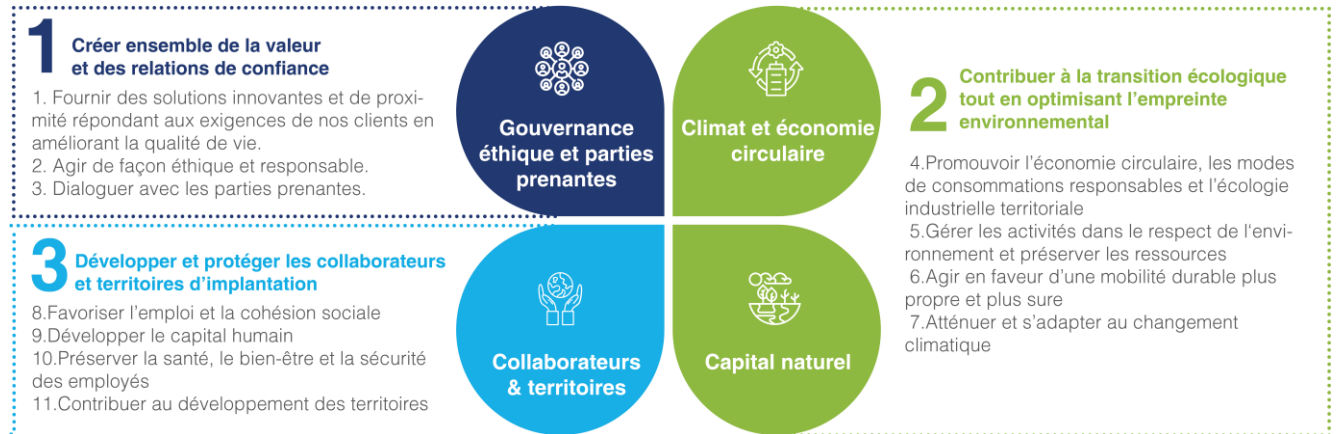 1
Créer ensemble de la valeur
et des relations de confiance
1. Fournir des solutions innovantes et de proxi-
mité répondant aux exigences de nos clients en
améliorant la qualité de vie.
2. Agir de façon éthique et responsable.
3. Dialoguer avec les parties prenantes.
Gouvernance
éthique et parties
prenantes
Climat et économie
circulaire
2
Contribuer à la transition écologique
tout en optimisant l’empreinte
environnemental
4.Promouvoir l’économie circulaire, les modes
de consommations responsables et l’écologie
industrielle territoriale
5.Gérer les activités dans le respect de l‘envi-
ronnement et préserver les ressources
6.Agir en faveur d’une mobilité durable plus
propre et plus sure
7.Atténuer et s’adapter au changement
climatique
3
Développer et protéger les collaborateurs
et territoires d’implantation
8.Favoriser l’emploi et la cohésion sociale
9.Développer le capital humain
10.Préserver la santé, le bien-être et la sécurité
des employés
11.Contribuer au développement des territoires
Collaborateurs
& territoires
Capital naturel